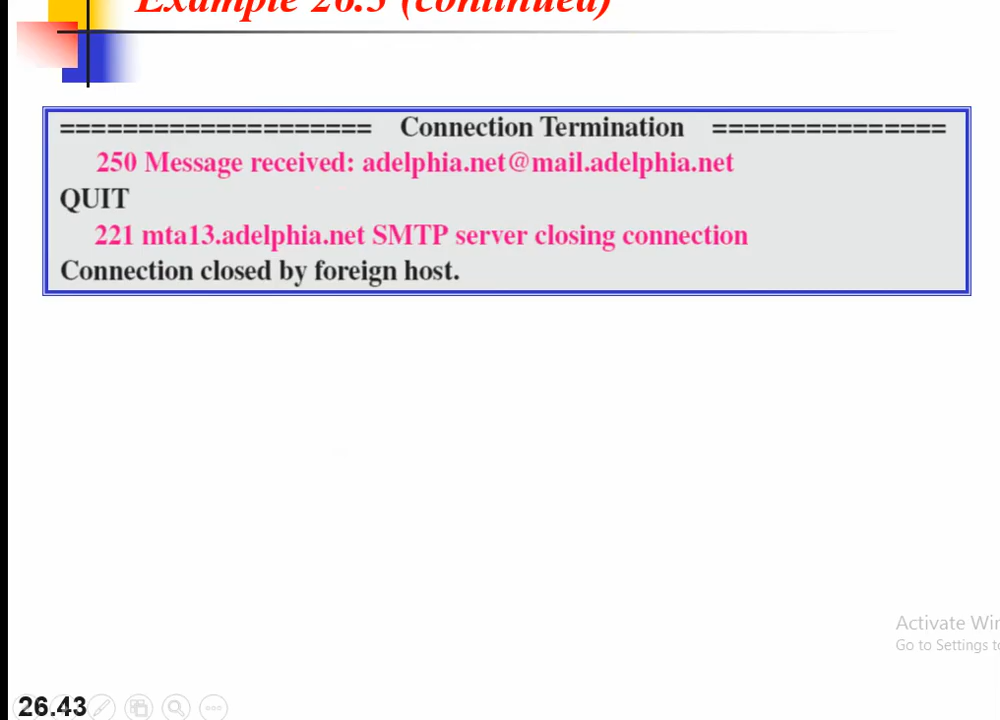 Example 26.3 (continued)
==================== Connection Termination ===============
250 Message received: adelphia.net@mail.adelphia.net
QUIT
221 mta13.adelphia.net SMTP server closing connection
Connection closed by foreign host.
Activate Win
Go to Settings to
26.43